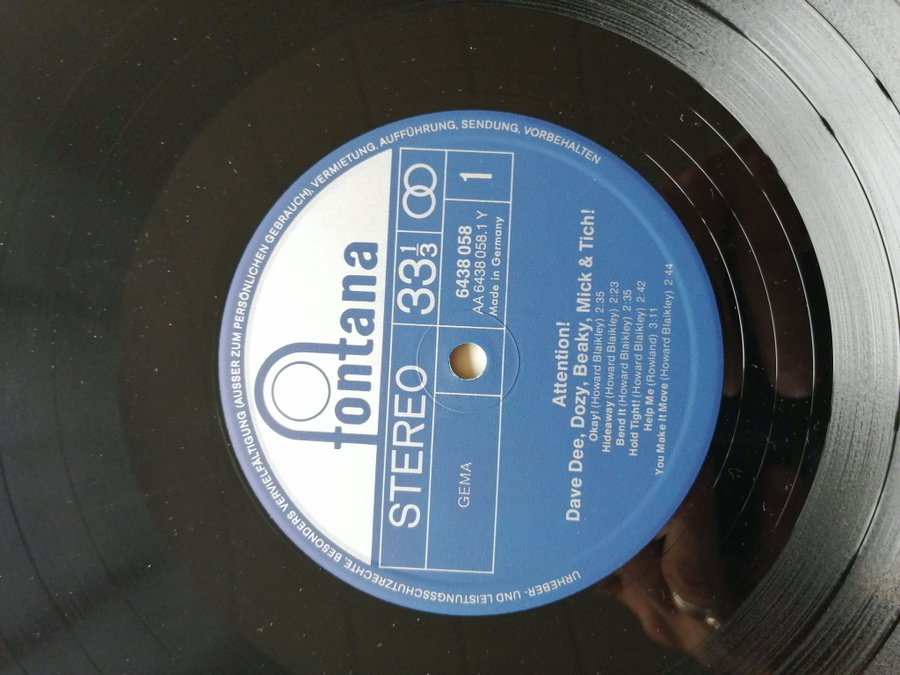 URHEBER- UND LEISTUNGSSCHUTZRECHTE, BESONDERS VERVIELFÄLTIGUNG (AUSSER ZUM PERSÖNLICHEN GEBRAUCH), VERMIETUNG, AUFFÜHRUNG, SENDUNG, VORBEHALTEN
fontana
STEREO 33 1/3
GEMA
1
6438 058
AA 6438 058.1 Y
Made in Germany
Attention!
Dave Dee, Dozy, Beaky, Mick & Tich!
Okay! (Howard Blaikley) 2:35
Hideaway (Howard Blaikley) 2:23
Bend It (Howard Blaikley) 2:35
Hold Tight! (Howard Blaikley) 2:42
Help Me (Rowland) 3:11
You Make It Move (Howard Blaikley) 2:44